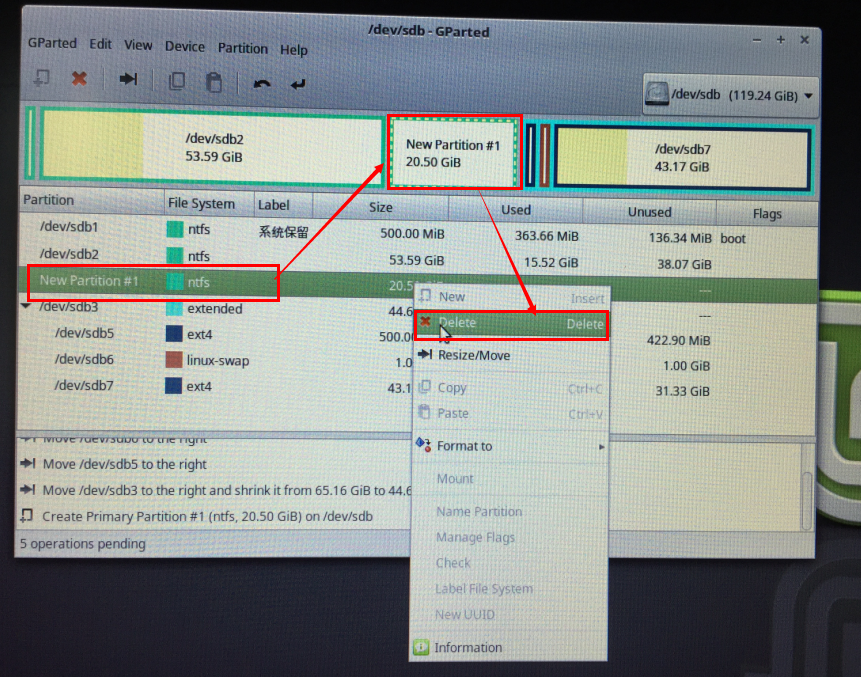 /dev/sdb - GParted
GParted Edit View Device Partition Help
/dev/sdb (119.24 GiB)
/dev/sdb2
53.59 GiB
New Partition #1
20.50 GiB
/dev/sdb7
43.17 GiB
Partition File System Label Size Used Unused Flags
/dev/sdb1 ntfs 系统保留 500.00 MiB 363.66 MiB 136.34 MiB boot
/dev/sdb2 ntfs 53.59 GiB 15.52 GiB 38.07 GiB
New Partition #1 ntfs 20.5 ---
/dev/sdb3 extended 44.6 ---
/dev/sdb5 ext4 500.00 422.90 MiB
/dev/sdb6 linux-swap 1.0 1.00 GiB
/dev/sdb7 ext4 43.1 31.33 GiB
New Insert
Delete Delete
Resize/Move
Copy Ctrl+C
Paste Ctrl+V
Format to
Mount
Name Partition
Manage Flags
Check
Label File System
New UUID
Information
Move /dev/sdb6 to the right
Move /dev/sdb5 to the right
Move /dev/sdb3 to the right and shrink it from 65.16 GiB to 44.6
Create Primary Partition #1 (ntfs, 20.50 GiB) on /dev/sdb
5 operations pending